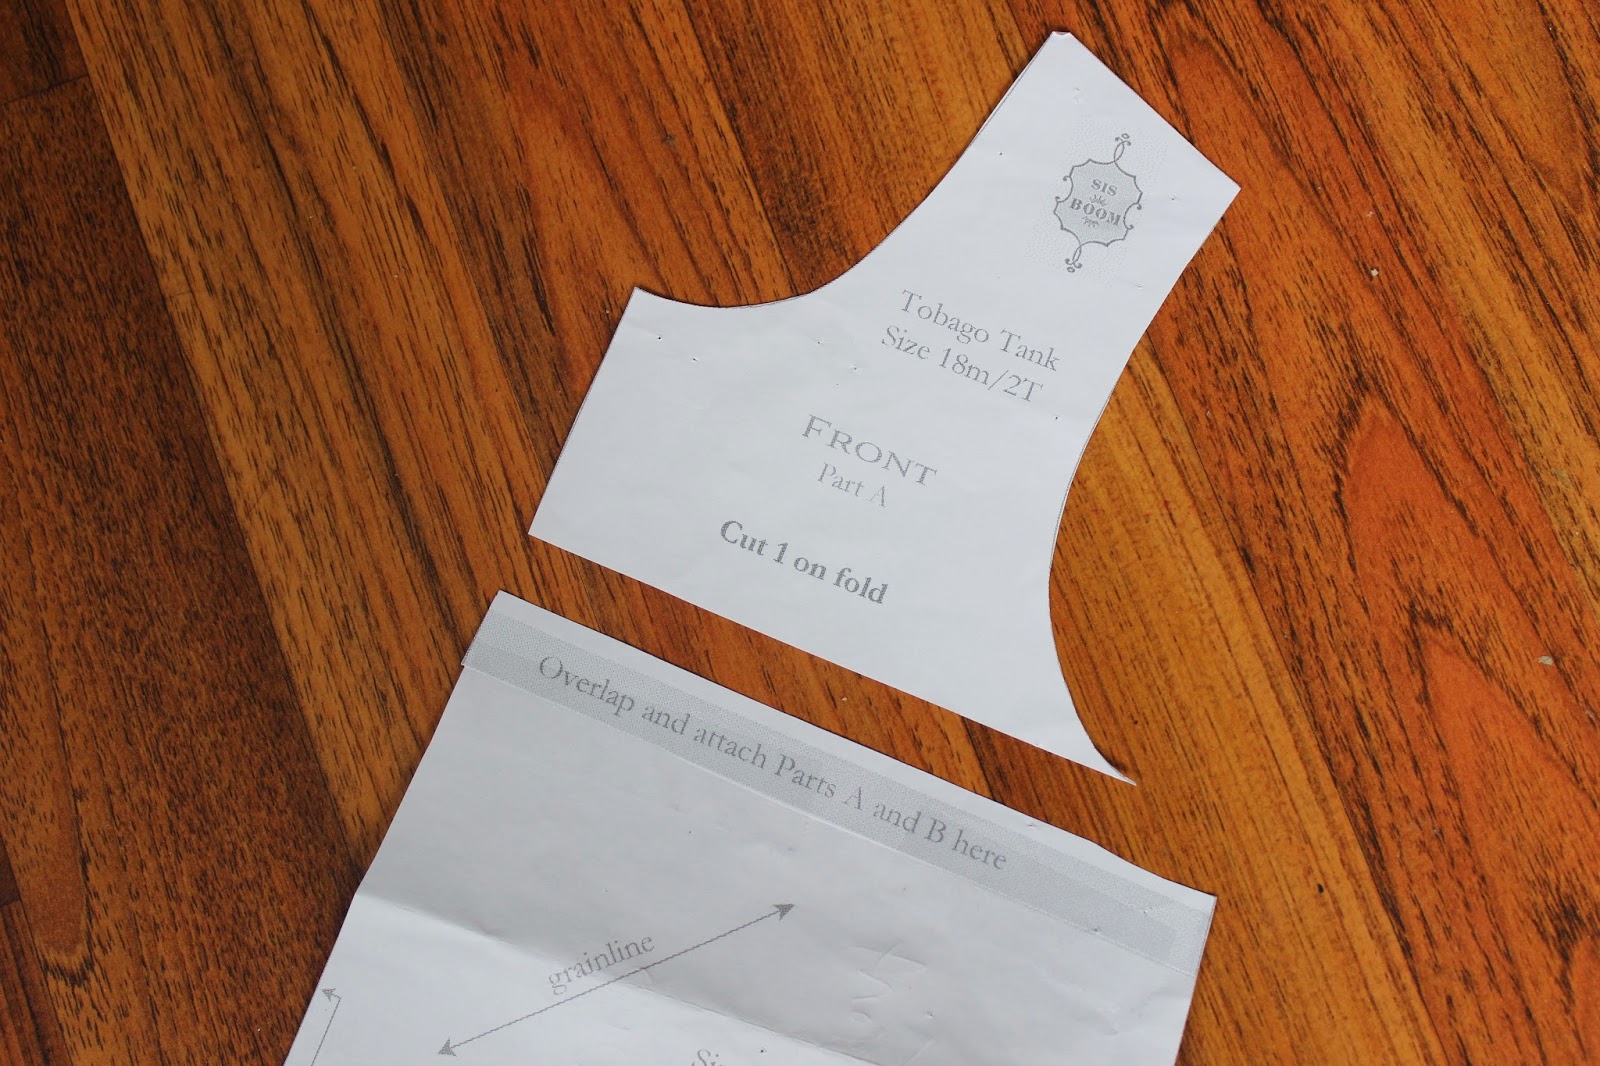 SIS
BOOM
Tobago Tank
Size 18m/2T
FRONT
Part A
Cut 1 on fold
Overlap and attach Parts A and B here
grainline